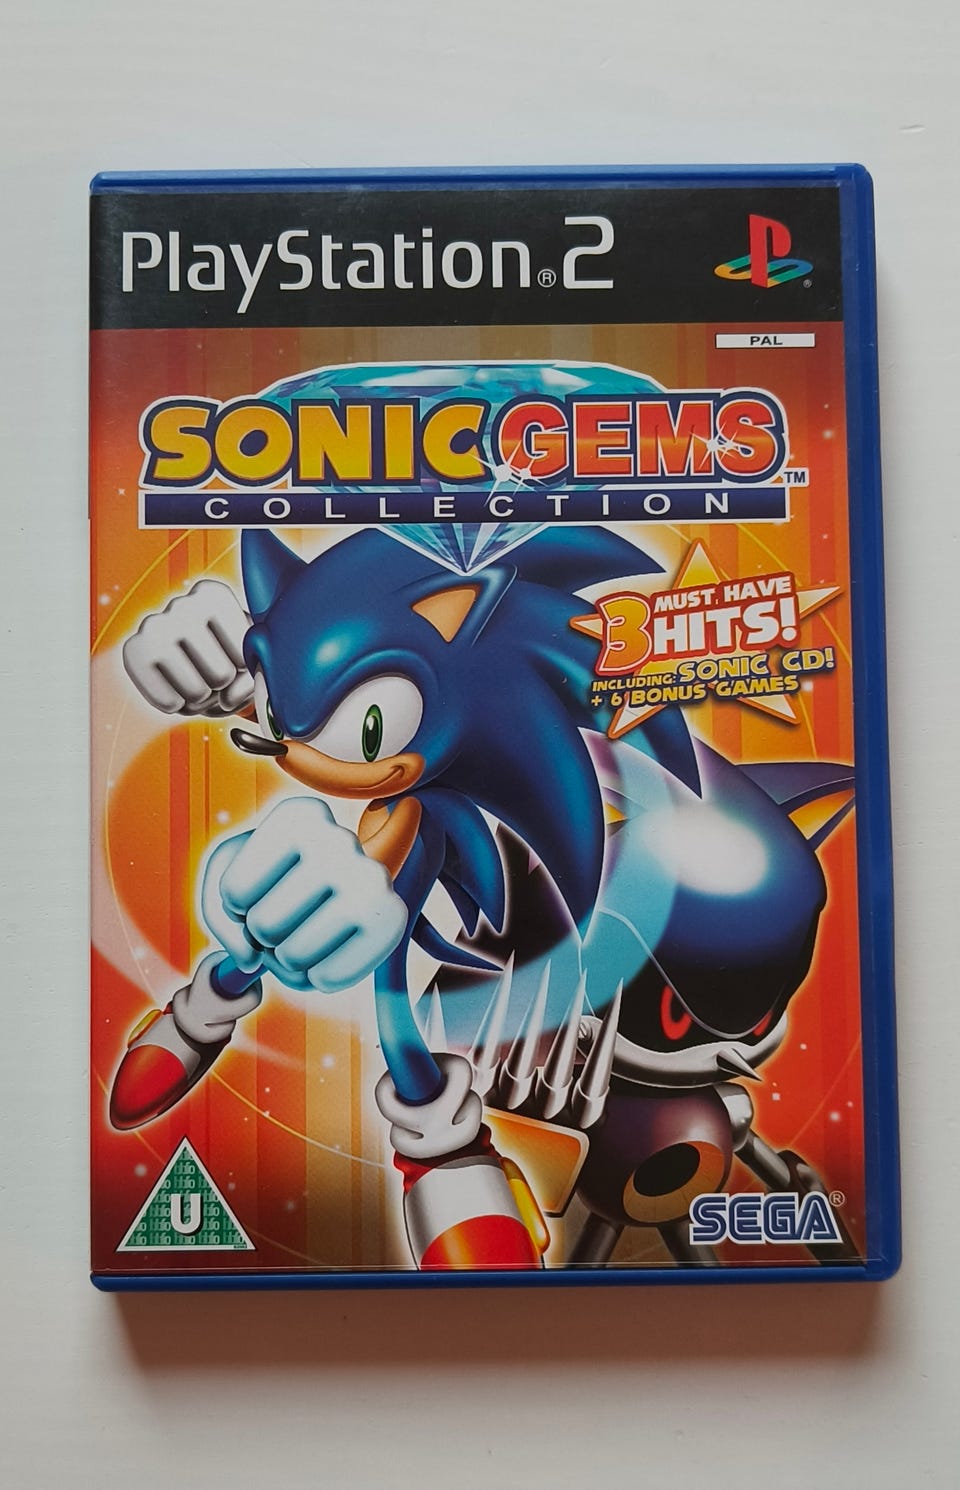 PlayStation®2
®
PAL
SONIC GEMS™
COLLECTION
3 MUST HAVE
HITS!
INCLUDING: SONIC CD!
+ 6 BONUS GAMES
U
SEGA®